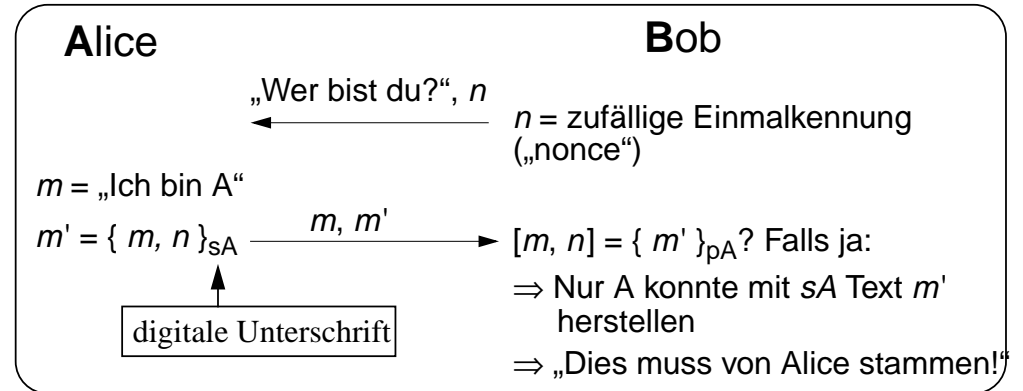 Alice
Bob
„Wer bist du?“, n
n = zufällige Einmalkennung
(„nonce“)
m = „Ich bin A“
m' = { m, n }sA
m, m'
[m, n] = { m' }pA? Falls ja:
⇒ Nur A konnte mit sA Text m'
herstellen
digitale Unterschrift
⇒ „Dies muss von Alice stammen!“